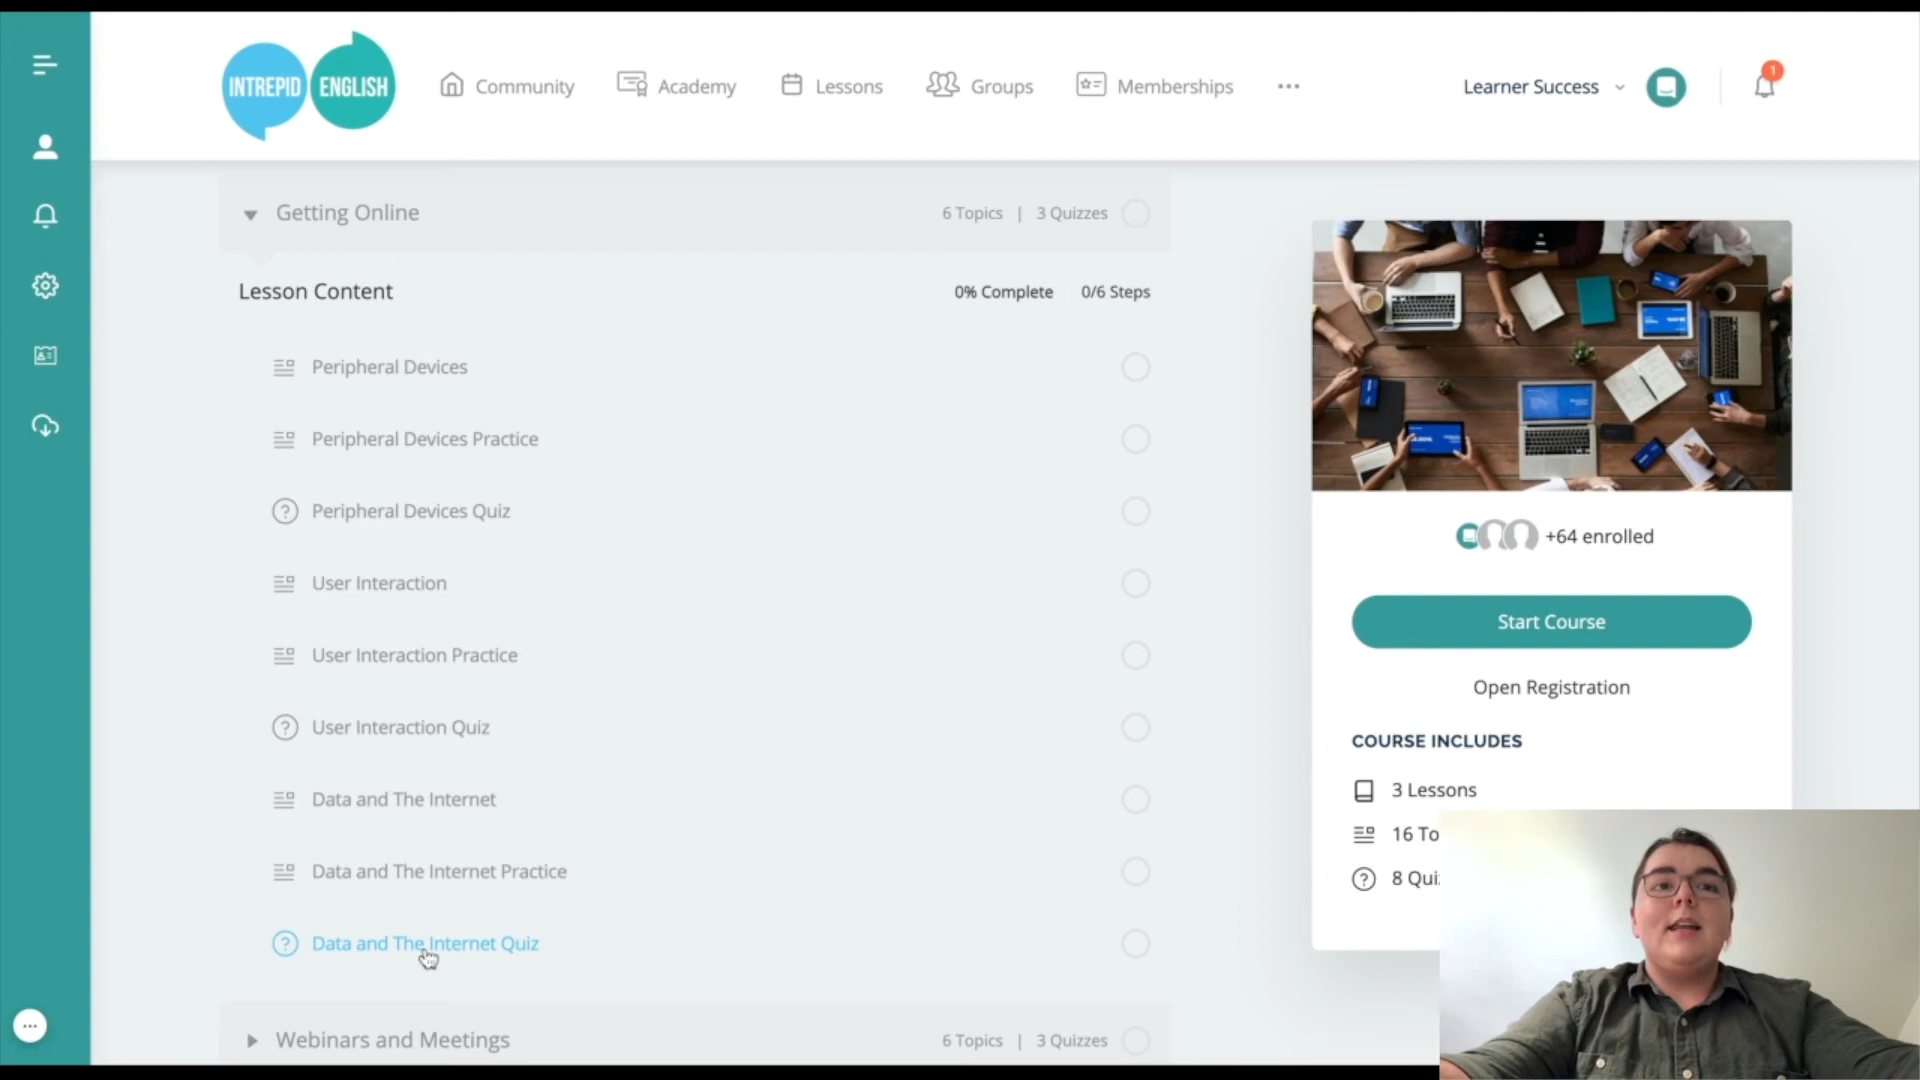 INTREPID ENGLISH
Community
Academy
Lessons
Groups
Memberships
Learner Success
1
Getting Online
6 Topics | 3 Quizzes
Lesson Content
0% Complete 0/6 Steps
Peripheral Devices
Peripheral Devices Practice
Peripheral Devices Quiz
User Interaction
User Interaction Practice
User Interaction Quiz
Data and The Internet
Data and The Internet Practice
Data and The Internet Quiz
Webinars and Meetings
6 Topics | 3 Quizzes
+64 enrolled
Start Course
Open Registration
COURSE INCLUDES
3 Lessons
16 To
8 Qui